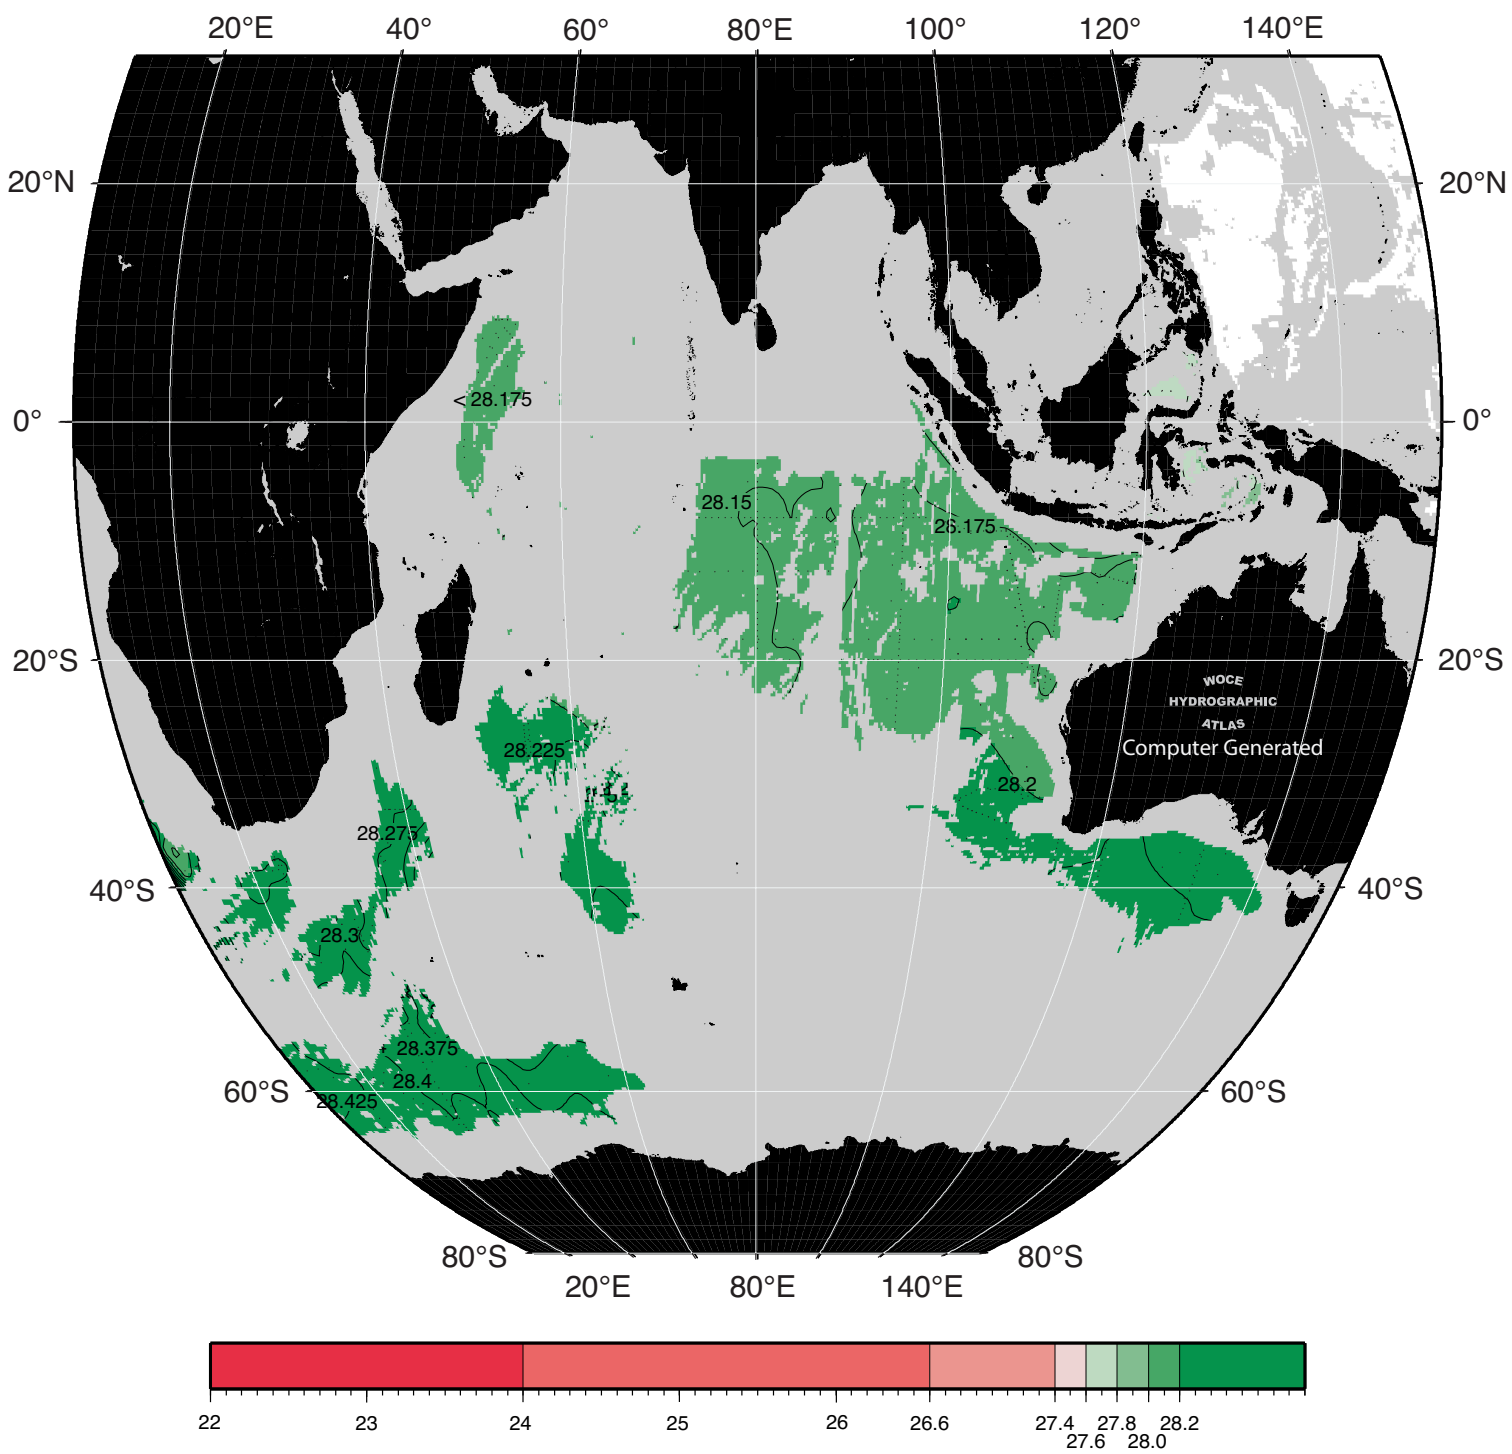 20°E 40° 60° 80°E 100° 120° 140°E
20°N 20°N
< 28.175
0° 0°
28.15
26.175
20°S 20°S
WOCE
HYDROGRAPHIC
ATLAS
Computer Generated
28.225
28.2
28.275
40°S 40°S
28.3
28.375
28.4
60°S 60°S
28.425
80°S 80°S
20°E 80°E 140°E
22 23 24 25 26 26.6 27.4 27.8 28.2
27.6 28.0